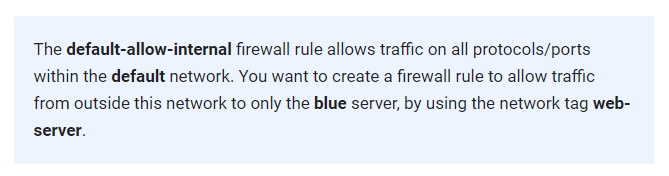 The default-allow-internal firewall rule allows traffic on all protocols/ports
within the default network. You want to create a firewall rule to allow traffic
from outside this network to only the blue server, by using the network tag web-
server.